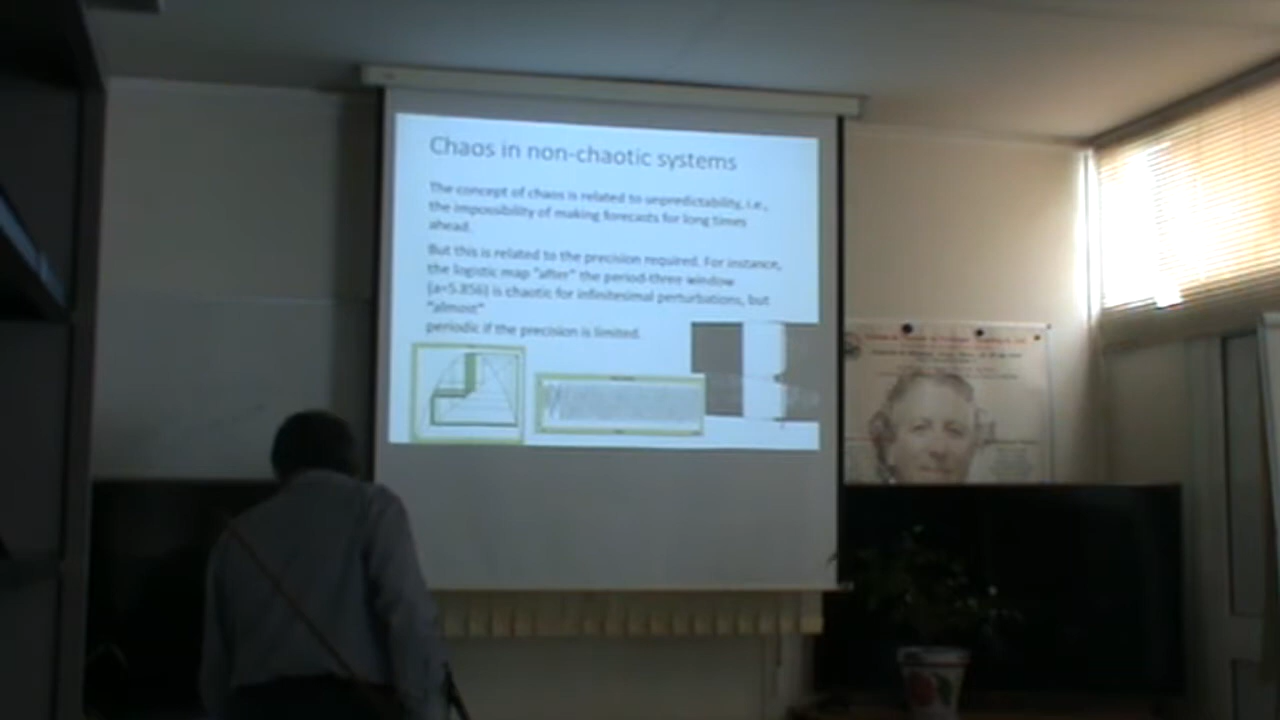 Chaos in non-chaotic systems
The concept of chaos is related to unpredictability, i.e.,
the impossibility of making forecasts for long times
ahead.
But this is related to the precision required. For instance,
the logistic map "after" the period-three window
(a=5.856) is chaotic for infinitesimal perturbations, but
"almost"
periodic if the precision is limited.